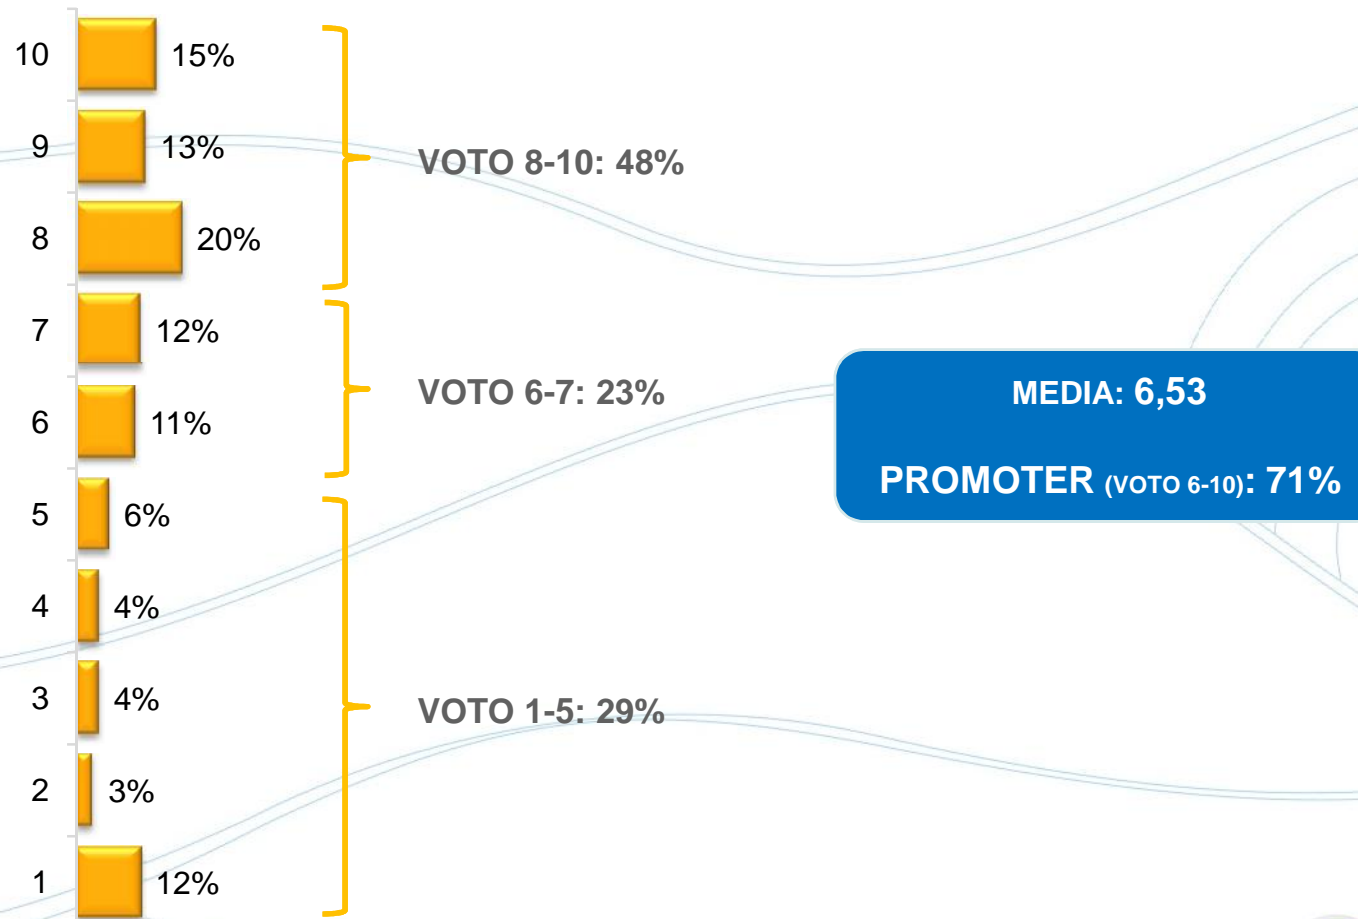 10 15%
9 13%
VOTO 8-10: 48%
8 20%
7 12%
VOTO 6-7: 23%
MEDIA: 6,53
6 11%
PROMOTER (VOTO 6-10): 71%
5 6%
4 4%
3 4%
VOTO 1-5: 29%
2 3%
1 12%